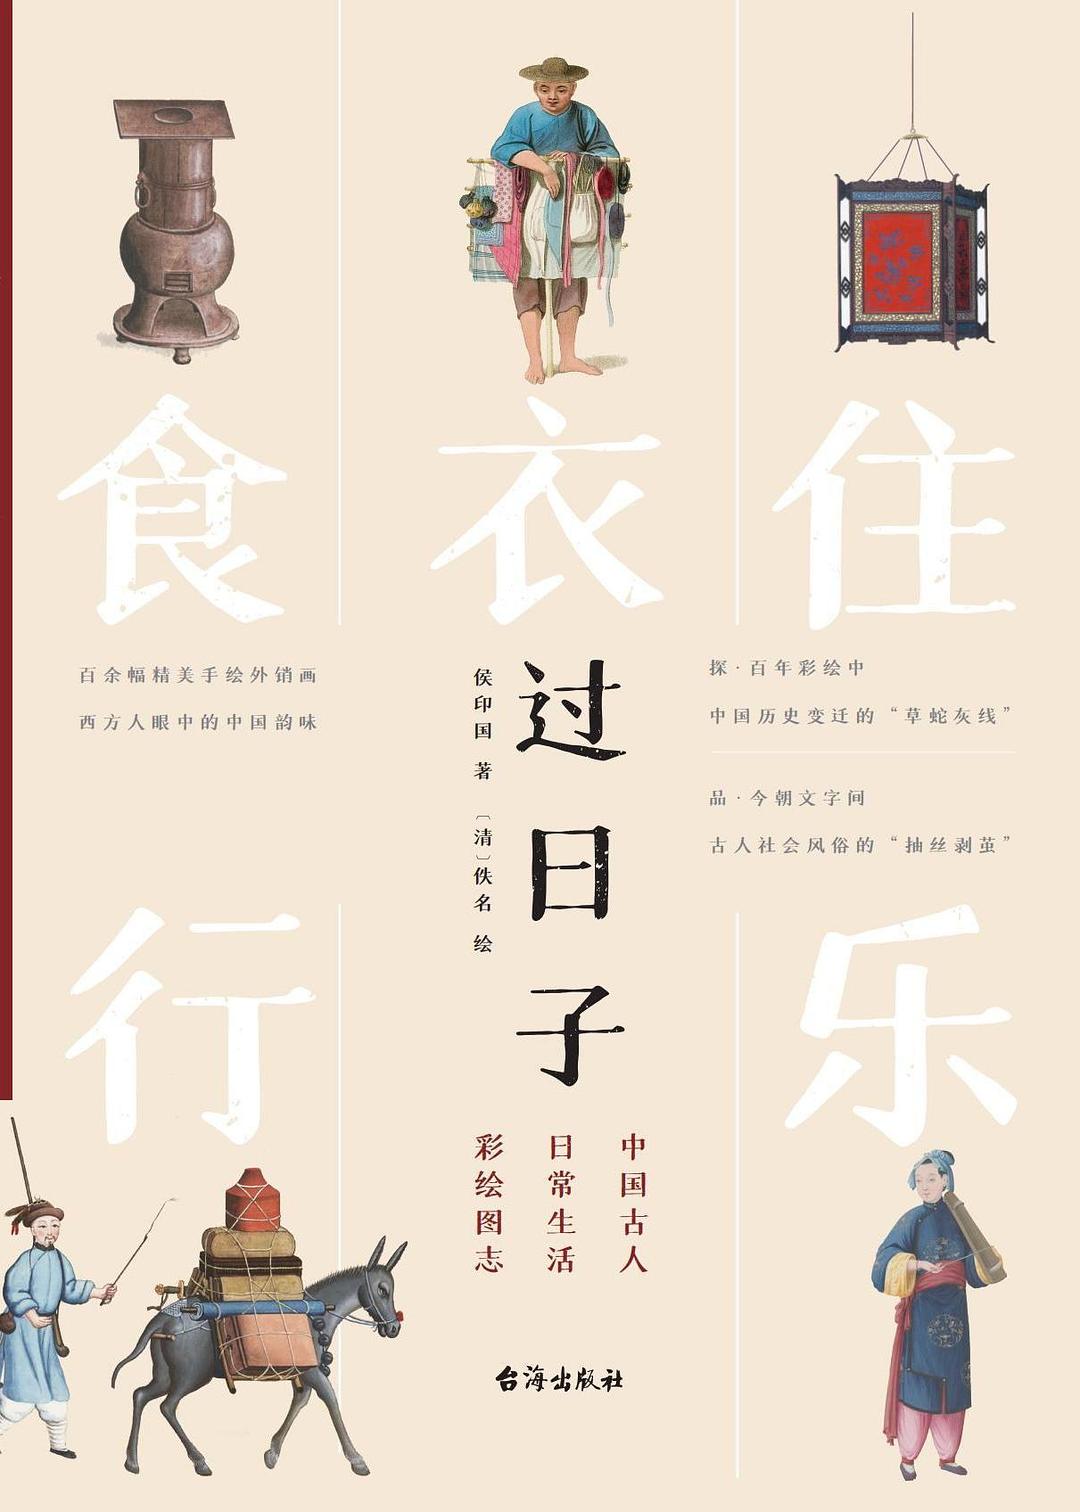 食
衣
住
百余幅精美手绘外销画
西方人眼中的中国韵味
过日子
侯印国 著 〔清〕佚名 绘
探·百年彩绘中
中国历史变迁的“草蛇灰线”
品·今朝文字间
古人社会风俗的“抽丝剥茧”
行
乐
中国古人
日常生活
彩绘图志
台海出版社